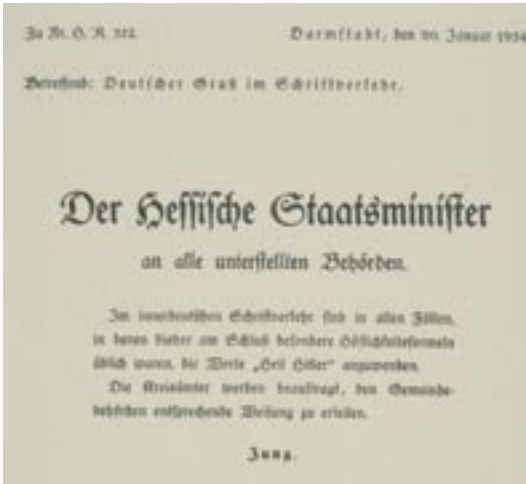 Zu Nr. G. R. 322. Darmstadt, den 20. Januar 1934
Betreffend: Deutscher Gruß im Schriftverkehr.
Der Hessische Staatsminister
an alle unterstellten Behörden.
Im innerdeutschen Schriftverkehr sind in allen Fällen,
in denen bisher am Schluß besondere Höflichkeitsformeln
üblich waren, die Worte „Heil Hitler“ anzuwenden.
Die Kreisämter werden beauftragt, den Gemeinde-
behörden entsprechende Weisung zu erteilen.
Jung.